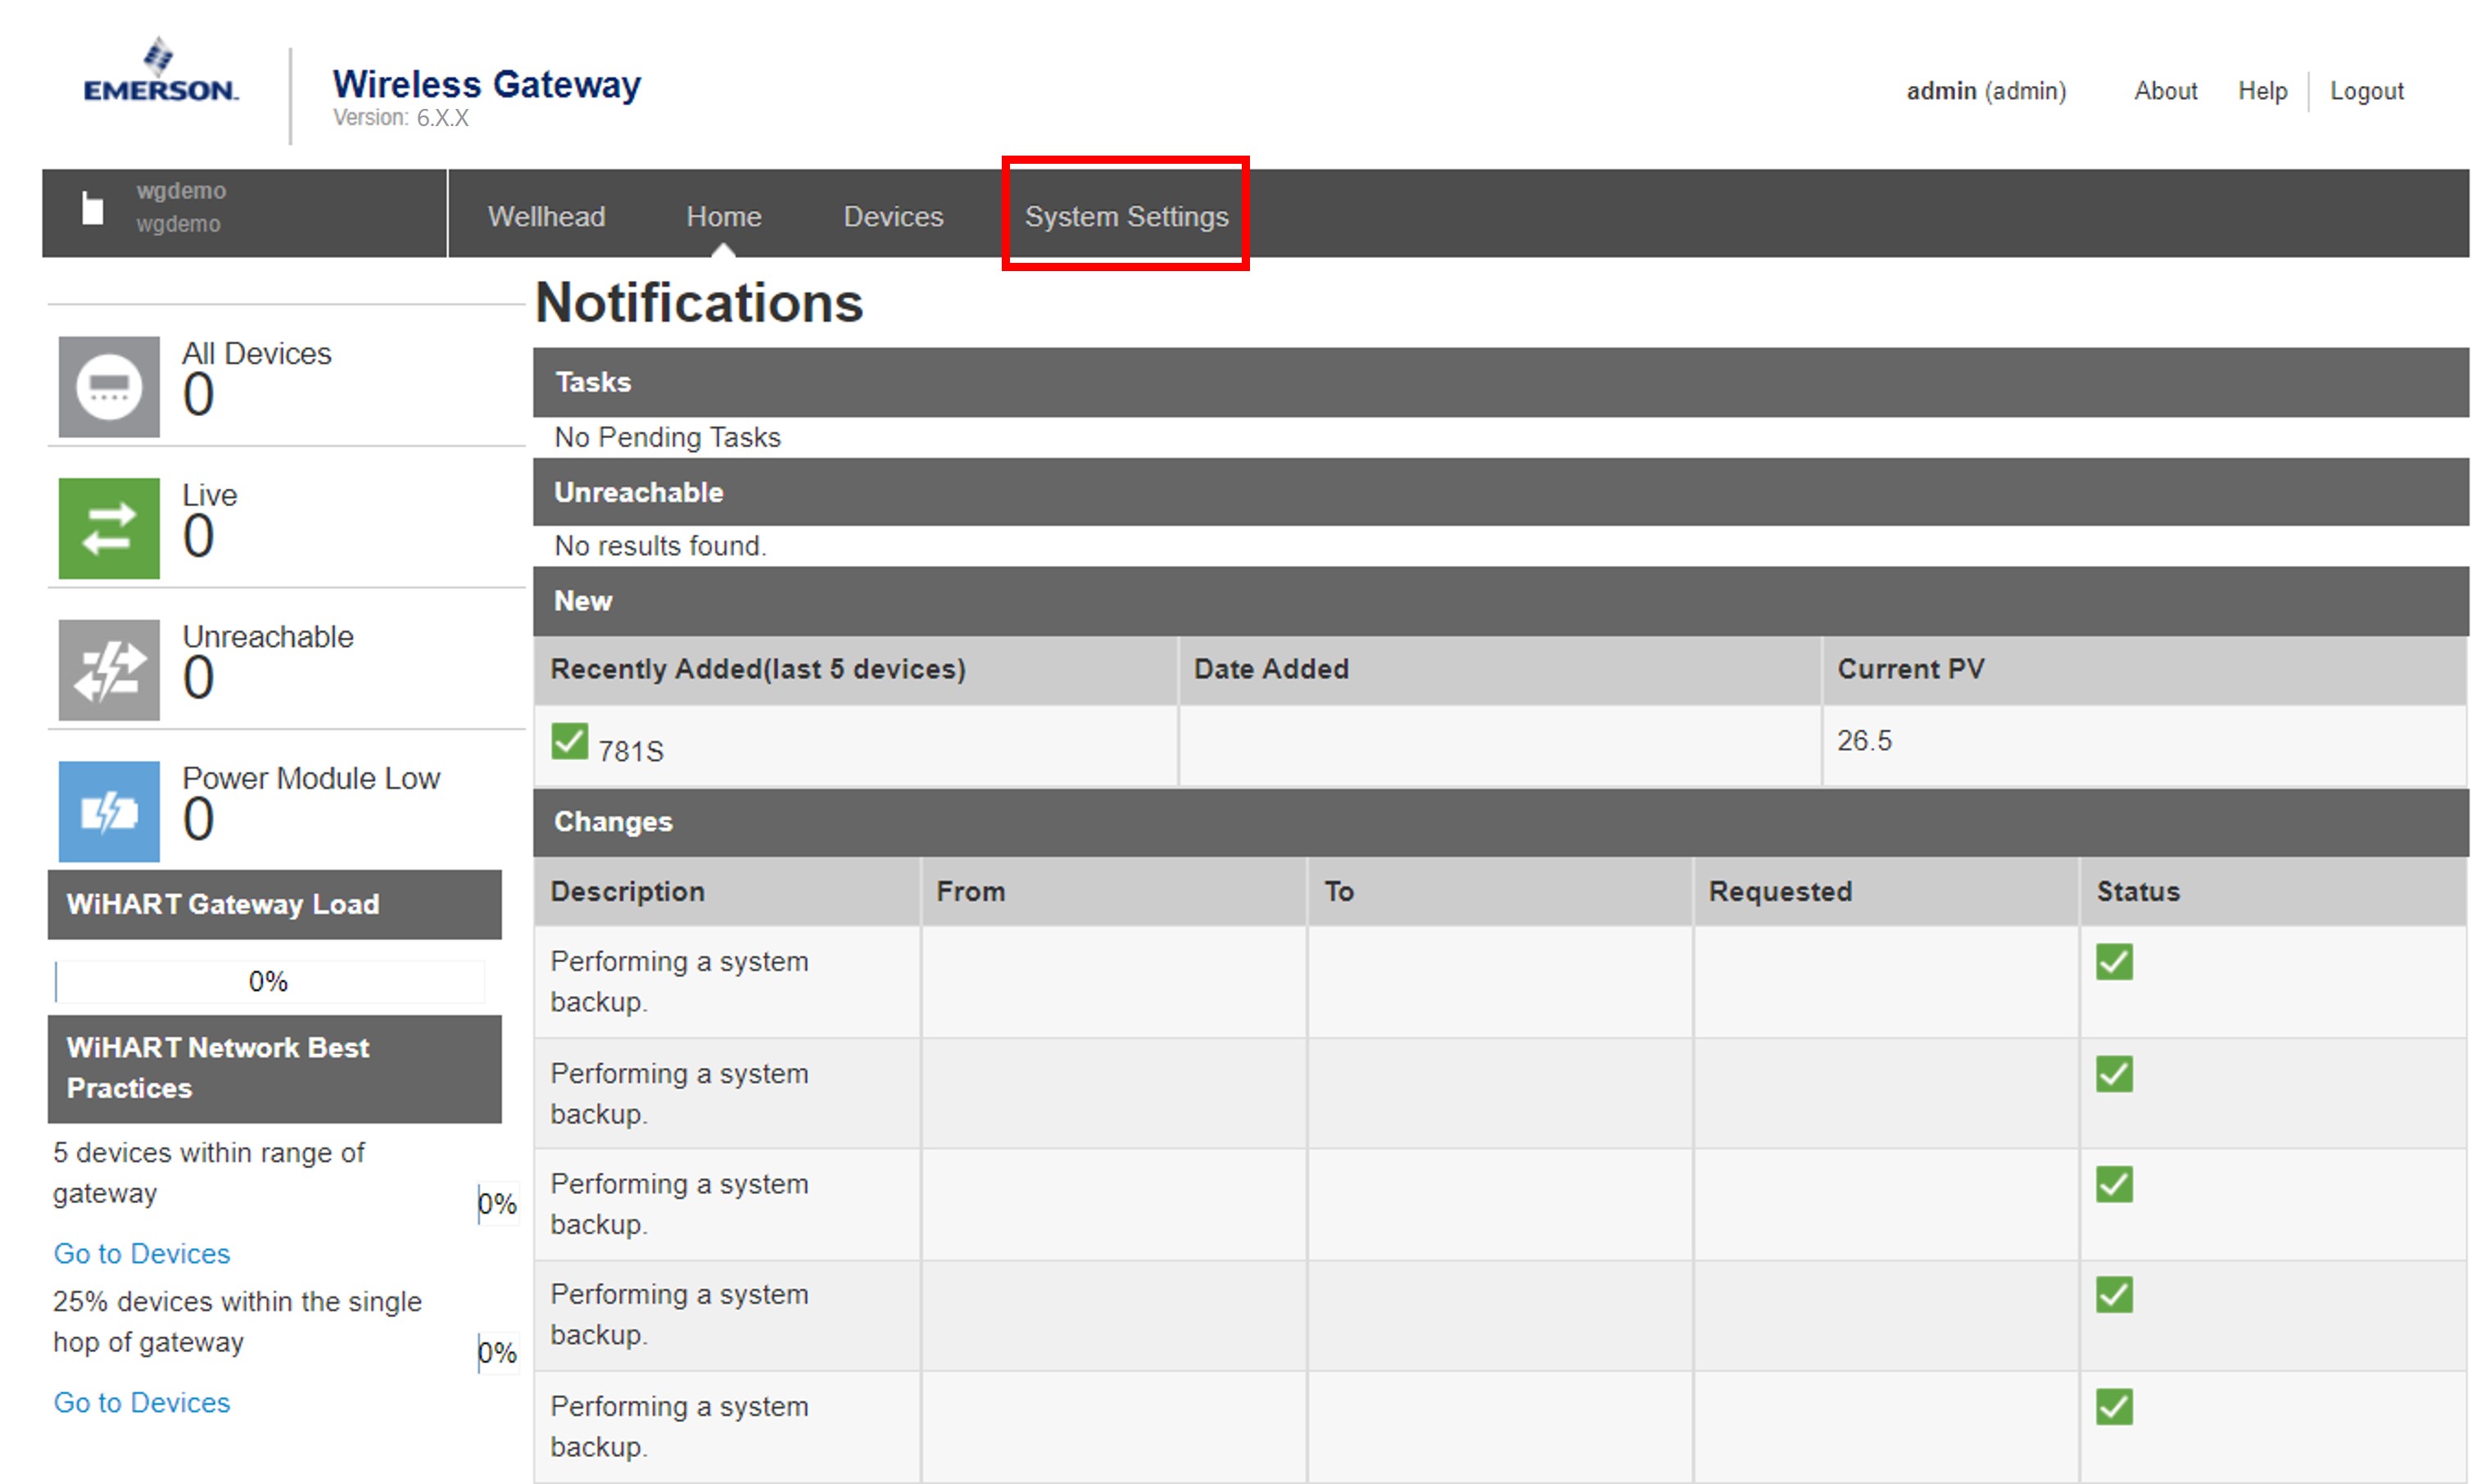 EMERSON.
Wireless Gateway
Version: 6.X.X
admin (admin) About Help Logout
wgdemo
wgdemo
Wellhead Home Devices System Settings
All Devices
0
Live
0
Unreachable
0
Power Module Low
0
WiHART Gateway Load
0%
WiHART Network Best
Practices
5 devices within range of
gateway
0%
Go to Devices
25% devices within the single
hop of gateway
0%
Go to Devices
Notifications
Tasks
No Pending Tasks
Unreachable
No results found.
New
Recently Added(last 5 devices) Date Added Current PV
781S 26.5
Changes
Description From To Requested Status
Performing a system
backup.
Performing a system
backup.
Performing a system
backup.
Performing a system
backup.
Performing a system
backup.